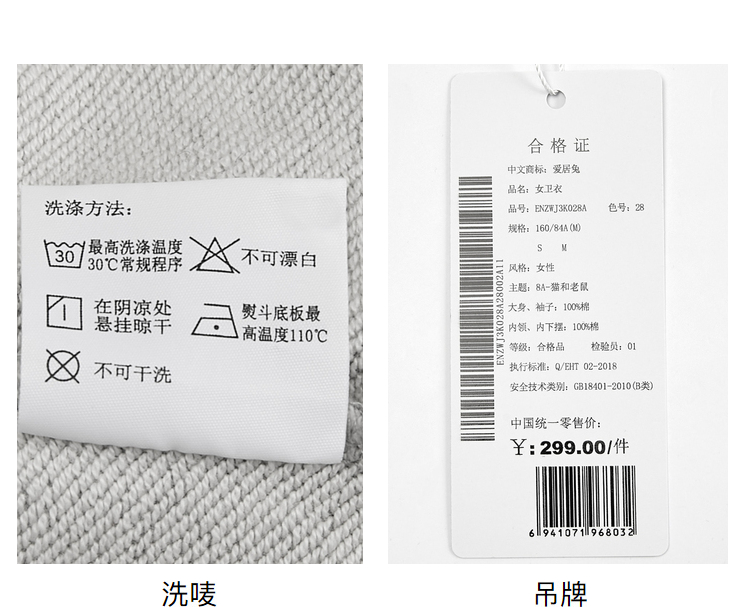 洗涤方法：
30
最高洗涤温度
30℃常规程序
不可漂白
在阴凉处
悬挂晾干
熨斗底板最
高温度110℃
不可干洗
洗唛
合格证
中文商标：爱居兔
品名：女卫衣
品号：ENZWJ3K028A 色号：28
规格：160/84A(M)
S M
风格：女性
主题：8A-猫和老鼠
大身、袖子：100%棉
内领、内下摆：100%棉
等级：合格品 检验员：01
执行标准：Q/EHT 02-2018
安全技术类别：GB18401-2010(B类)
ENZWJ3K028A28002A11
中国统一零售价：
¥：299.00/件
6 941071 968032
吊牌